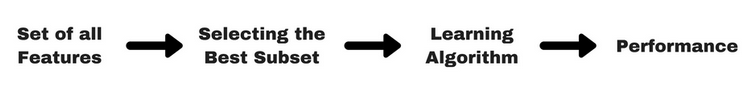 Set of all
Features
Selecting the
Best Subset
Learning
Algorithm
Performance